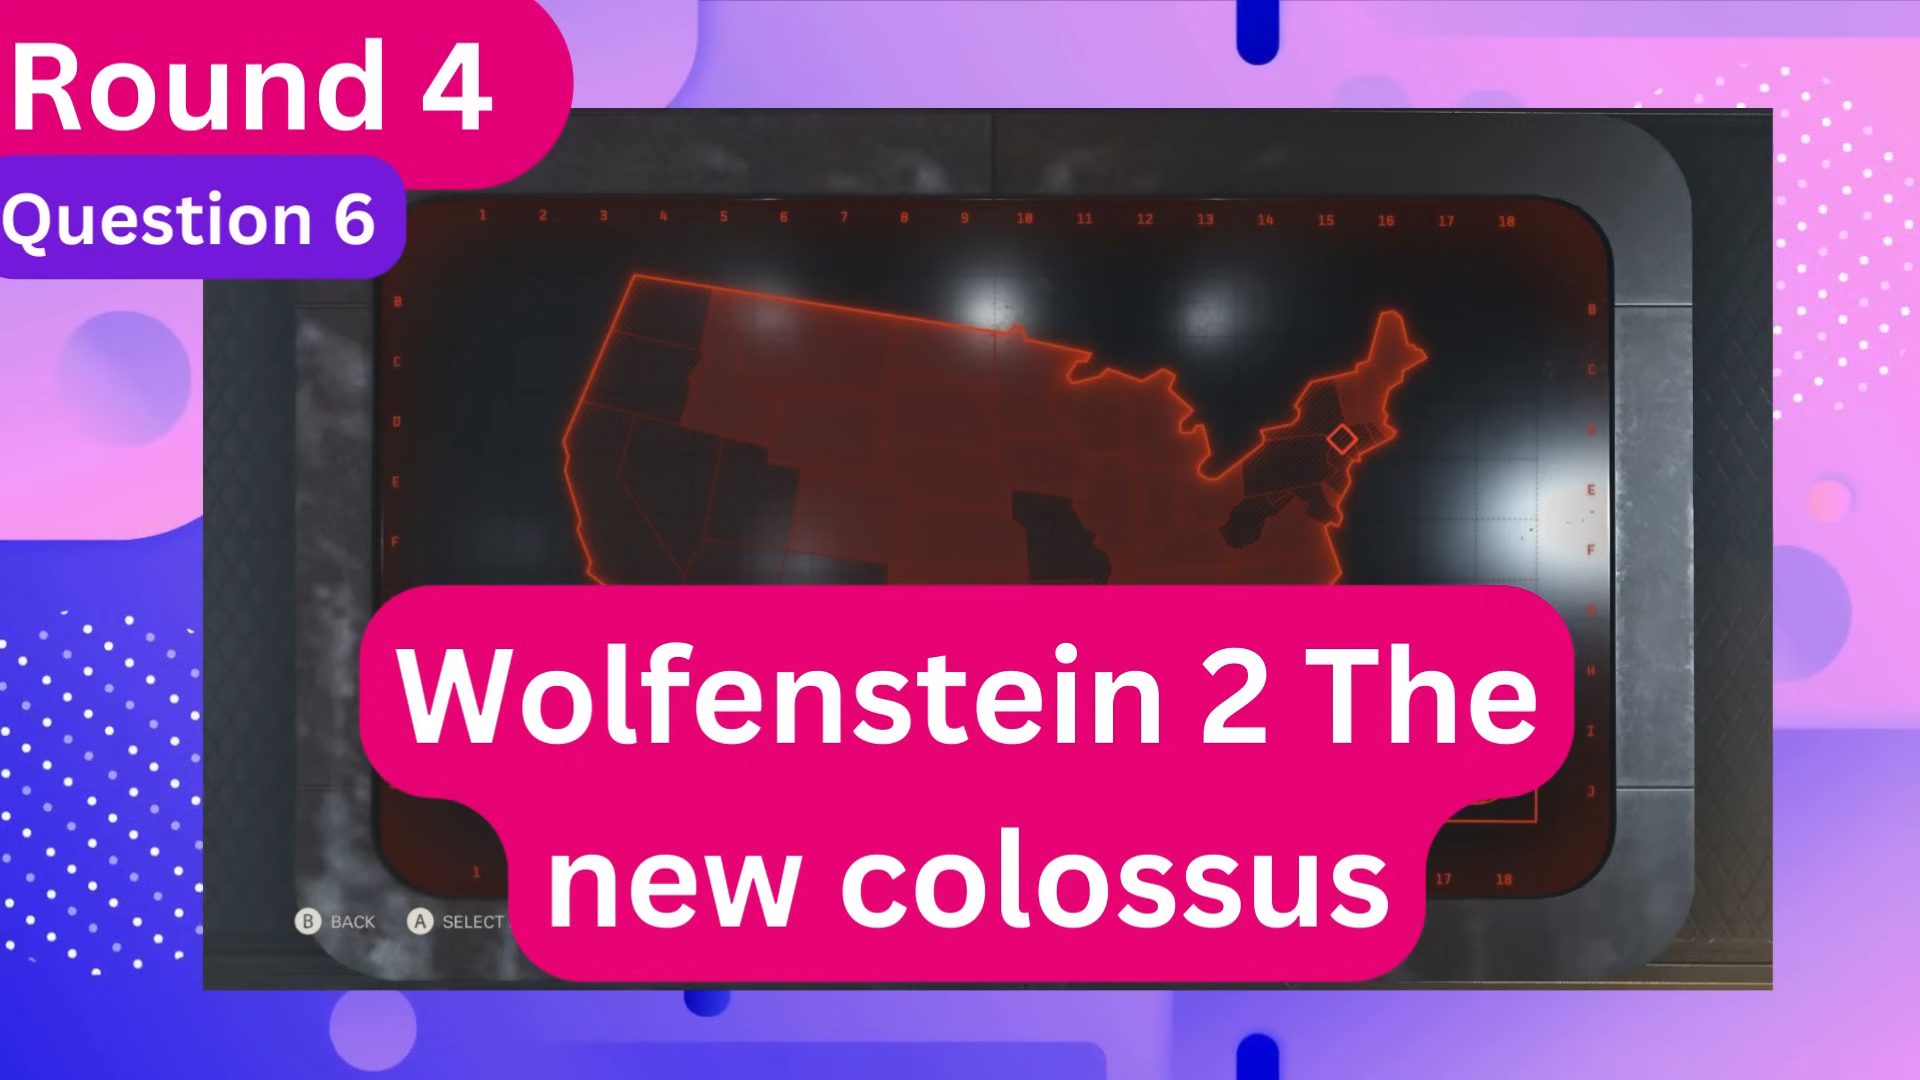 Round 4
Question 6
1 2 3 4 5 6 7 8 9 10 11 12 13 14 15 16 17 18
B B
C C
D
E E
F F
H
I
J
Wolfenstein 2 The
new colossus
1 17 18
B BACK A SELECT